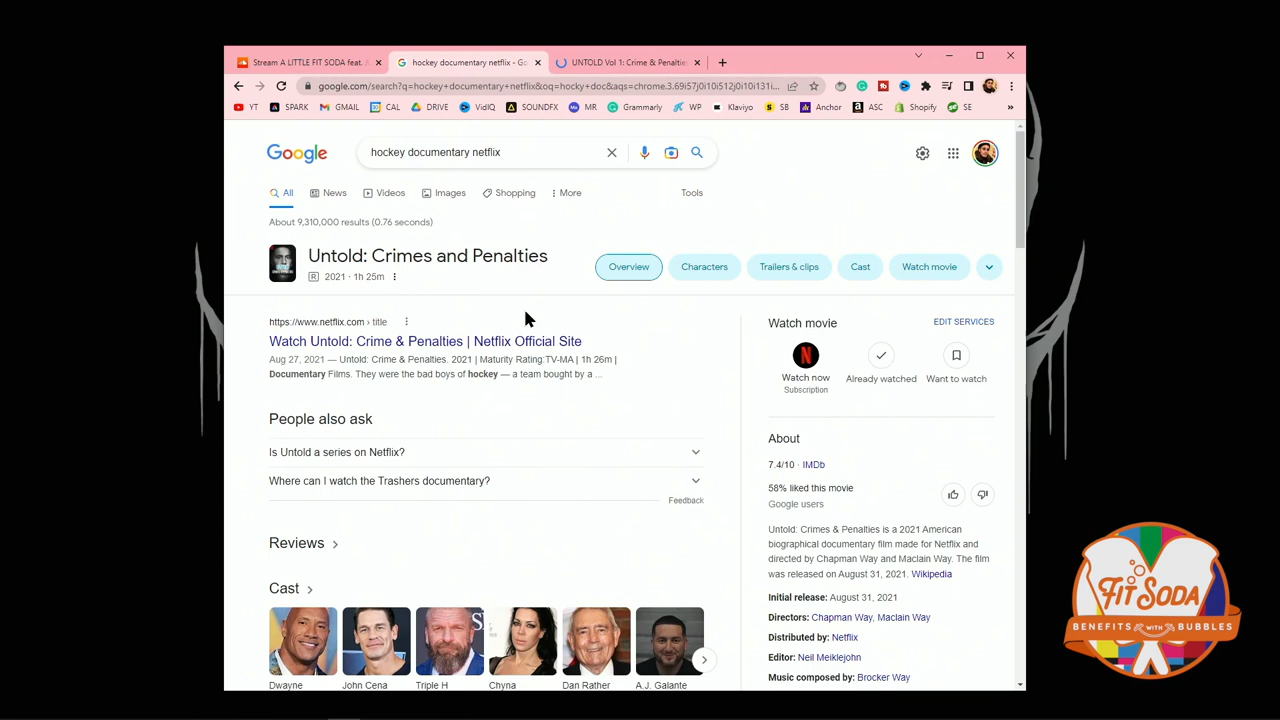 Stream A LITTLE FIT SODA feat.
hockey documentary netflix - Go
UNTOLD Vol 1: Crime & Penaltie
google.com/search?q=hockey+documentary+netflix&oq=hocky+doc&aqs=chrome.3.69i57j0i10i512j0i10i131i...
YT
SPARK
GMAIL
CAL
DRIVE
VidIQ
SOUNDFX
MR
Grammarly
WP
Klaviyo
SB
Anchor
ASC
Shopify
SE
»
Google
hockey documentary netflix
All
News
Videos
Images
Shopping
More
Tools
About 9,310,000 results (0.76 seconds)
Untold: Crimes and Penalties
R 2021 · 1h 25m
Overview
Characters
Trailers & clips
Cast
Watch movie
https://www.netflix.com › title
Watch Untold: Crime & Penalties | Netflix Official Site
Aug 27, 2021 — Untold: Crime & Penalties. 2021 | Maturity Rating:TV-MA | 1h 26m |
Documentary Films. They were the bad boys of hockey — a team bought by a ...
People also ask
Is Untold a series on Netflix?
Where can I watch the Trashers documentary?
Feedback
Reviews
Cast
Dwayne
John Cena
Triple H
Chyna
Dan Rather
A.J. Galante
Watch movie
EDIT SERVICES
Watch now
Subscription
Already watched
Want to watch
About
7.4/10 · IMDb
58% liked this movie
Google users
Untold: Crimes & Penalties is a 2021 American
biographical documentary film made for Netflix and
directed by Chapman Way and Maclain Way. The film
was released on August 31, 2021. Wikipedia
Initial release: August 31, 2021
Directors: Chapman Way, Maclain Way
Distributed by: Netflix
Editor: Neil Meiklejohn
Music composed by: Brocker Way
FIT SODA
BENEFITS WITH BUBBLES